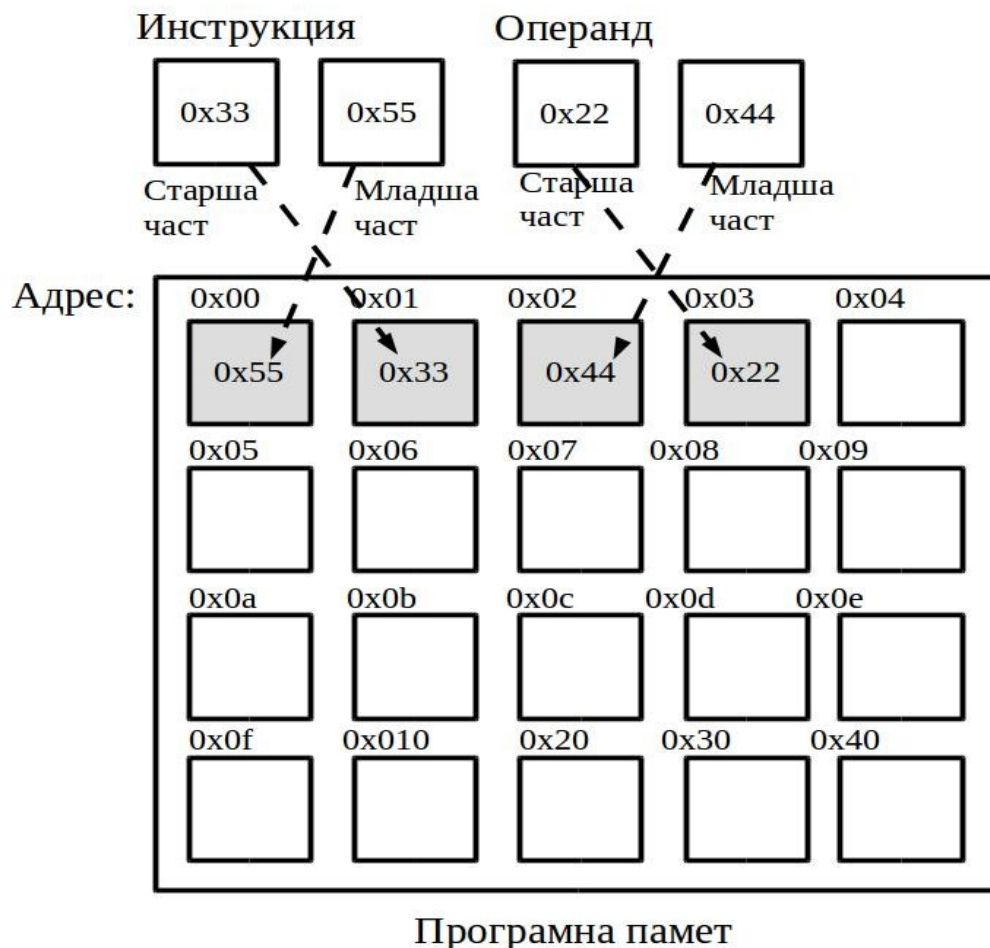 Инструкция Операнд
0x33 0x55 0x22 0x44
Старша част Младша част Старша част Младша част
Адрес:
0x00 0x01 0x02 0x03 0x04
0x55 0x33 0x44 0x22
0x05 0x06 0x07 0x08 0x09
0x0a 0x0b 0x0c 0x0d 0x0e
0x0f 0x010 0x20 0x30 0x40
Програмна памет